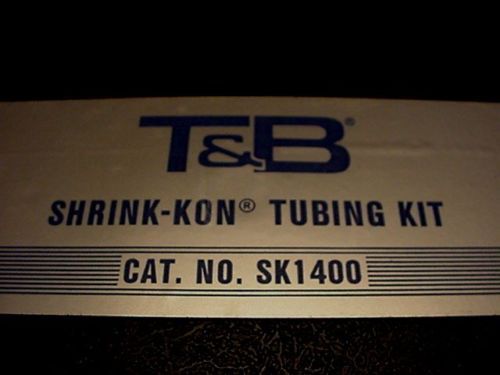 T&B®
SHRINK-KON® TUBING KIT
CAT. NO. SK1400